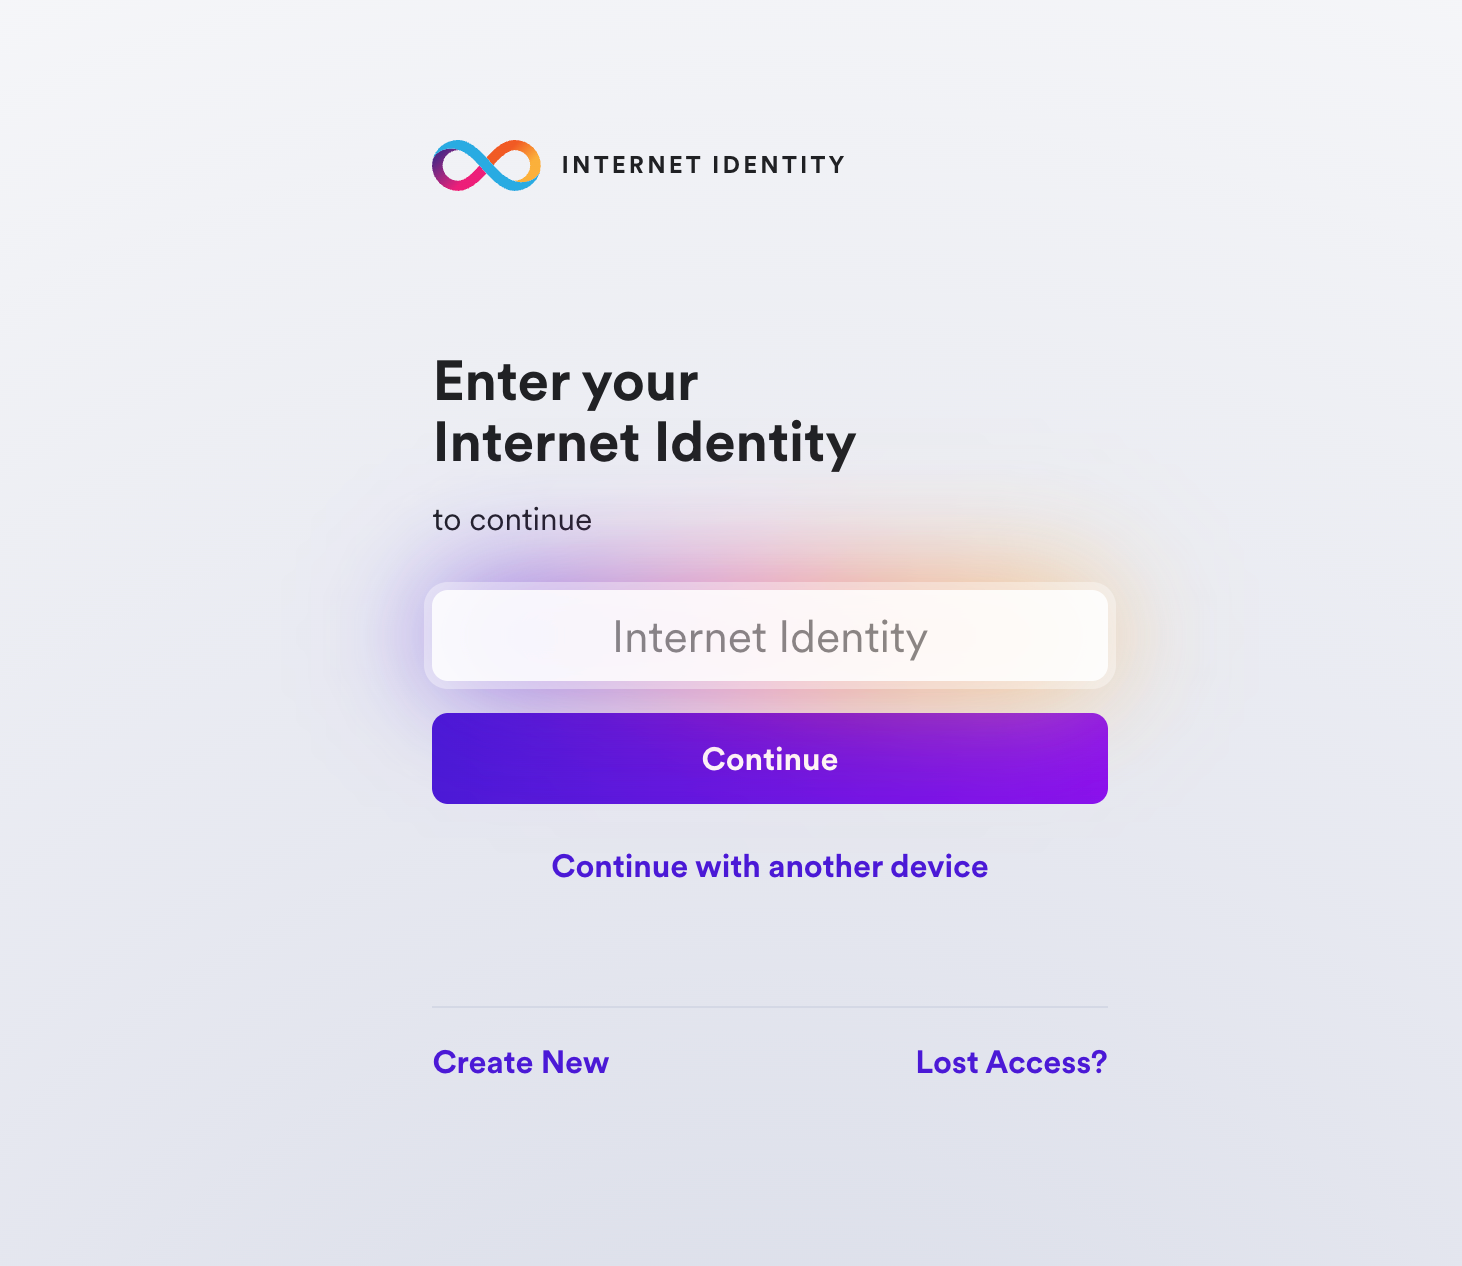 INTERNET IDENTITY
Enter your
Internet Identity
to continue
Internet Identity
Continue
Continue with another device
Create New
Lost Access?